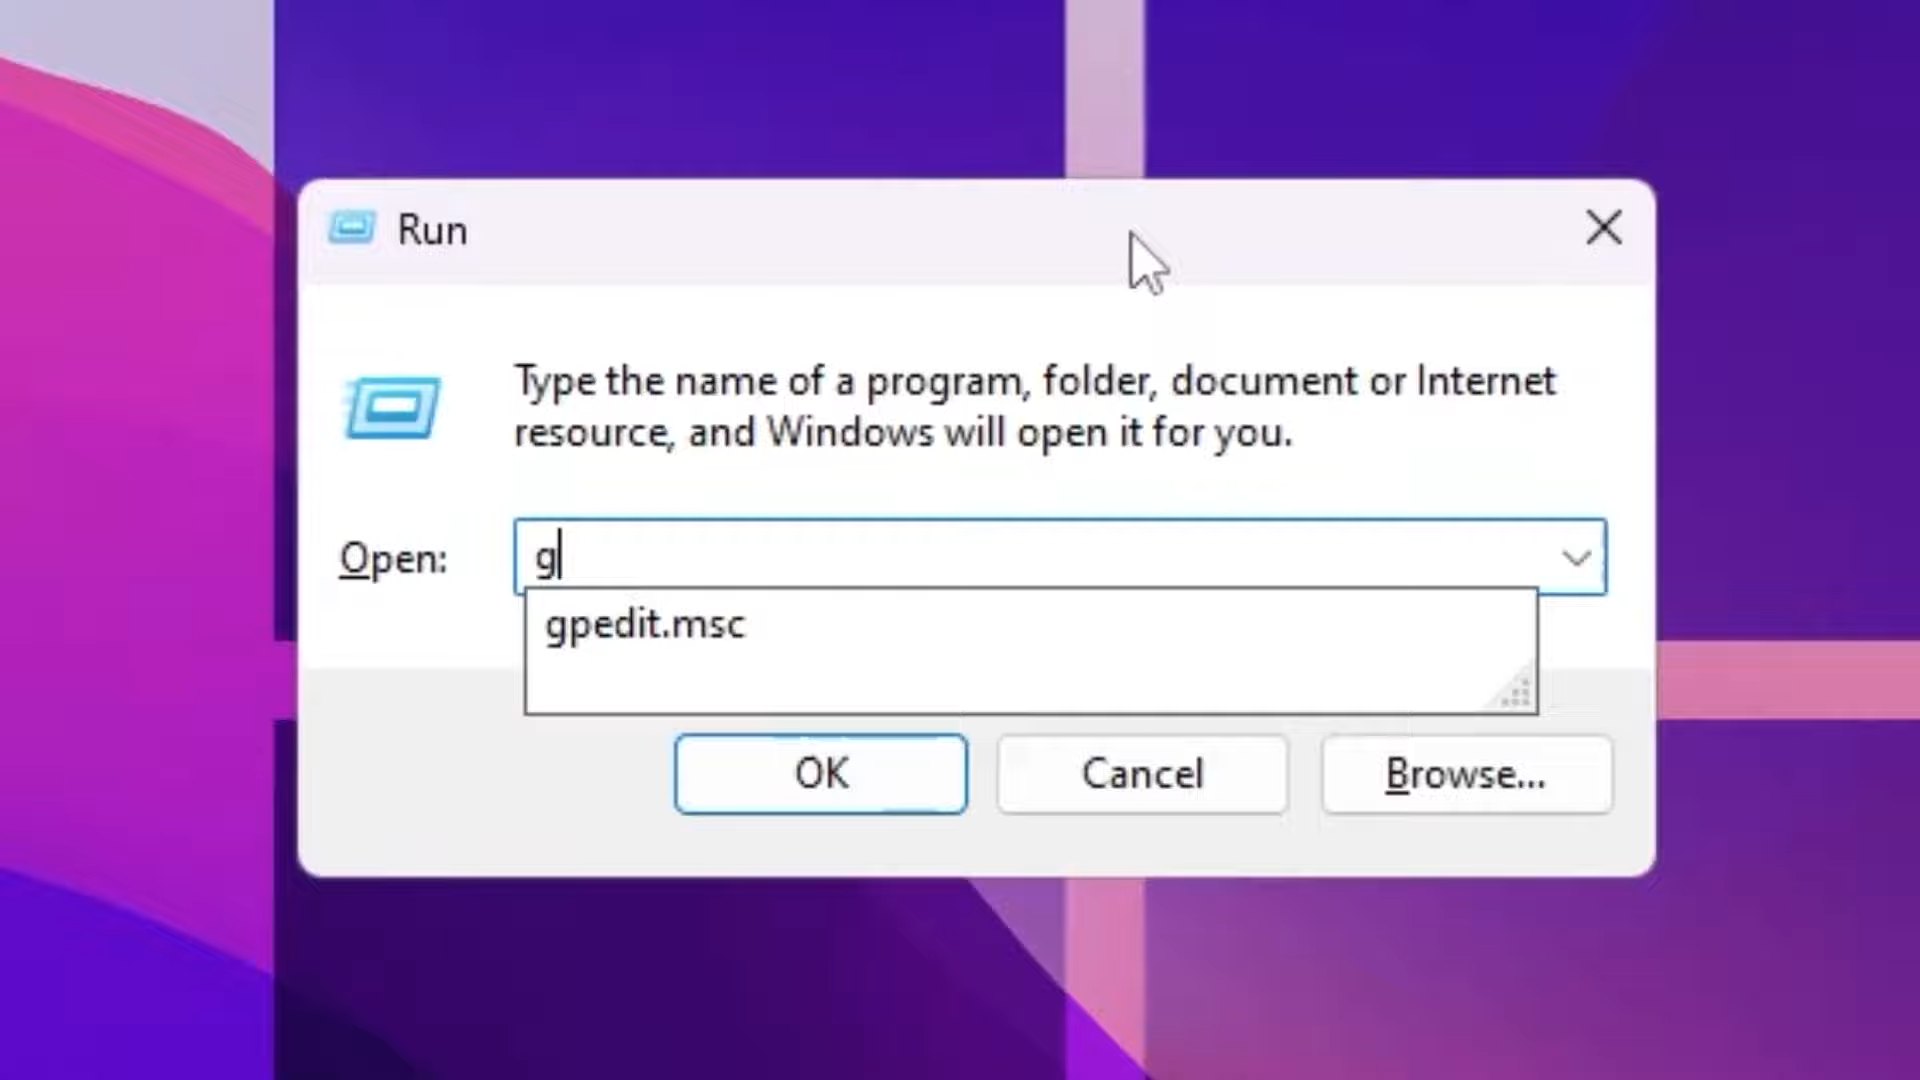 Run
Type the name of a program, folder, document or Internet
resource, and Windows will open it for you.
Open: g
gpedit.msc
OK Cancel Browse...